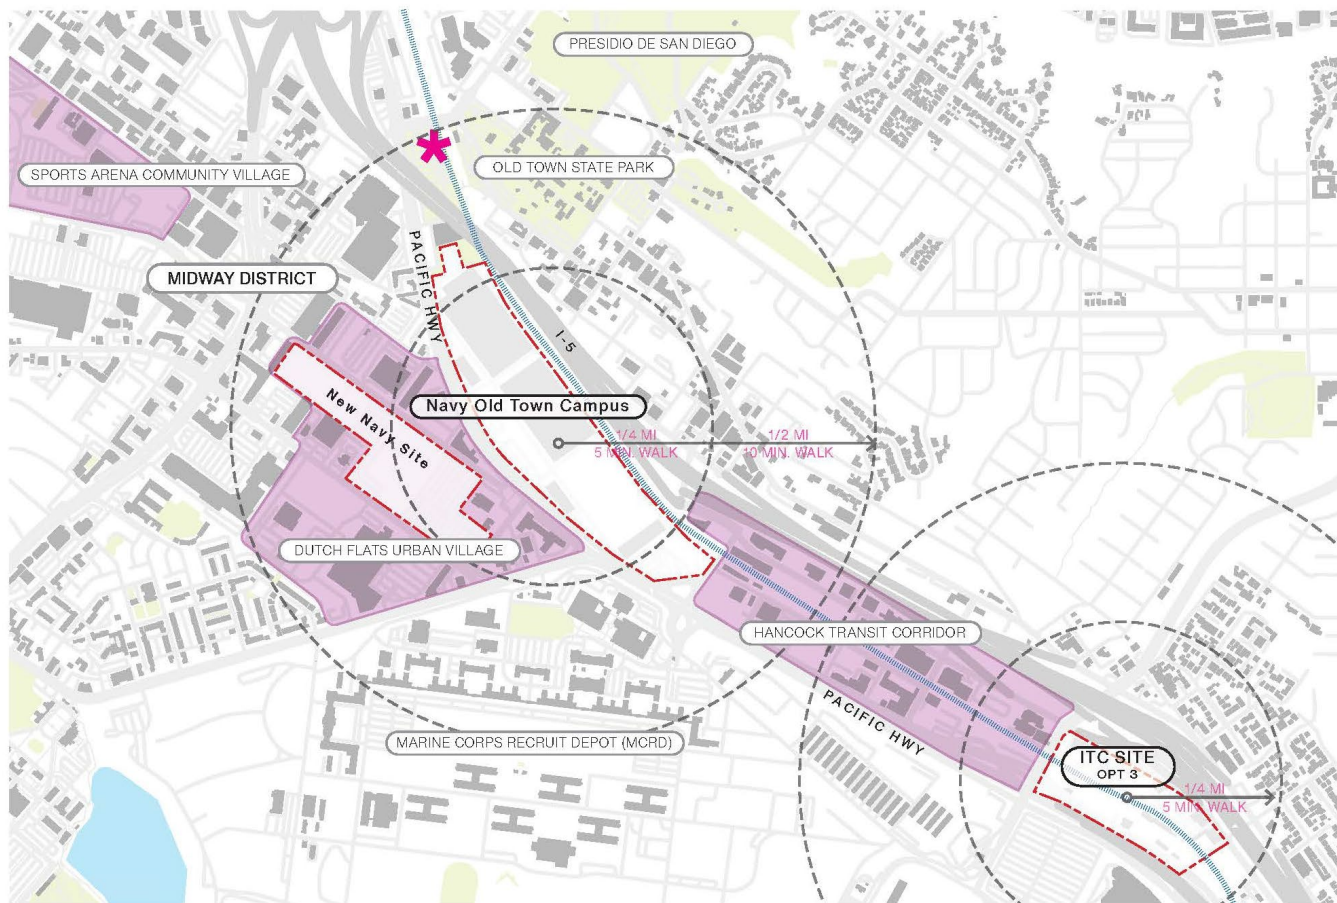 PRESIDIO DE SAN DIEGO
OLD TOWN STATE PARK
SPORTS ARENA COMMUNITY VILLAGE
MIDWAY DISTRICT
PACIFIC HWY
I-5
New Navy Site
Navy Old Town Campus
1/4 MI
5 MIN. WALK
1/2 MI
10 MIN. WALK
DUTCH FLATS URBAN VILLAGE
HANCOCK TRANSIT CORRIDOR
PACIFIC HWY
MARINE CORPS RECRUIT DEPOT (MCRD)
ITC SITE
OPT 3
1/4 MI
5 MIN. WALK